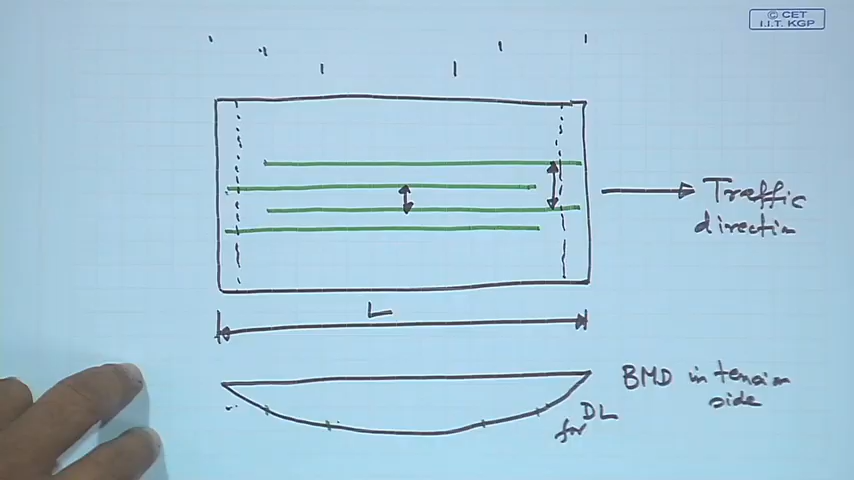 © CET
I.I.T. KGP
Traffic
direction
L
BMD in tension
side
for DL